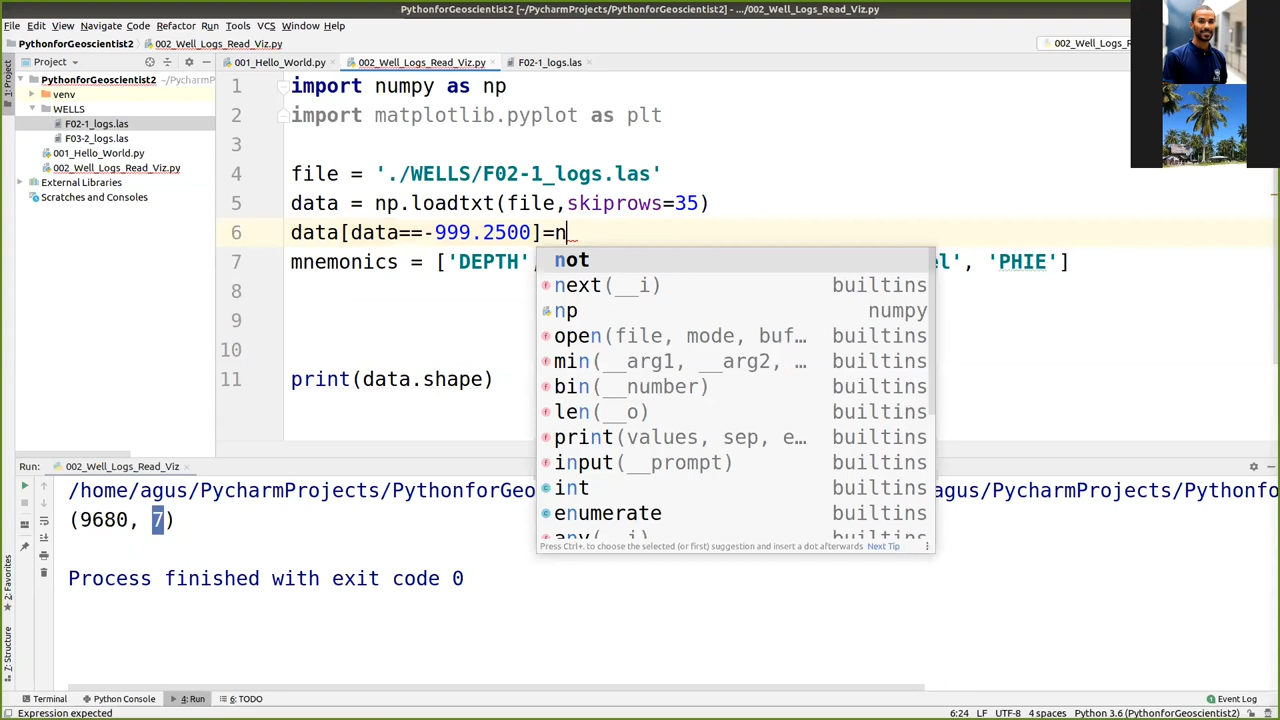 PythonforGeoscientist2 [~/PycharmProjects/PythonforGeoscientist2] - .../002_Well_Logs_Read_Viz.py
File Edit View Navigate Code Refactor Run Tools VCS Window Help
PythonforGeoscientist2 002_Well_Logs_Read_Viz.py 002_Well_Logs_R
Project 001_Hello_World.py 002_Well_Logs_Read_Viz.py F02-1_logs.las
1: Project
PythonforGeoscientist2 ~/PycharmP
venv
WELLS
F02-1_logs.las
F03-2_logs.las
001_Hello_World.py
002_Well_Logs_Read_Viz.py
External Libraries
Scratches and Consoles
1 import numpy as np
2 import matplotlib.pyplot as plt
3
4 file = './WELLS/F02-1_logs.las'
5 data = np.loadtxt(file,skiprows=35)
6 data[data==-999.2500]=n
7 mnemonics = ['DEPTH', el', 'PHIE']
8
9
10
11 print(data.shape)
not
next(__i) builtins
np numpy
open(file, mode, buf... builtins
min(__arg1, __arg2, ... builtins
bin(__number) builtins
len(__o) builtins
print(values, sep, e... builtins
input(__prompt) builtins
int builtins
enumerate builtins
any(__i) builtins
Press Ctrl+. to choose the selected (or first) suggestion and insert a dot afterwards Next Tip
Run: 002_Well_Logs_Read_Viz
/home/agus/PycharmProjects/PythonforGeo agus/PycharmProjects/Pythonfo
(9680, 7)
Process finished with exit code 0
2: Favorites
7: Structure
Terminal Python Console 4: Run 6: TODO Event Log
Expression expected 6:24 LF UTF-8 4 spaces Python 3.6 (PythonforGeoscientist2)